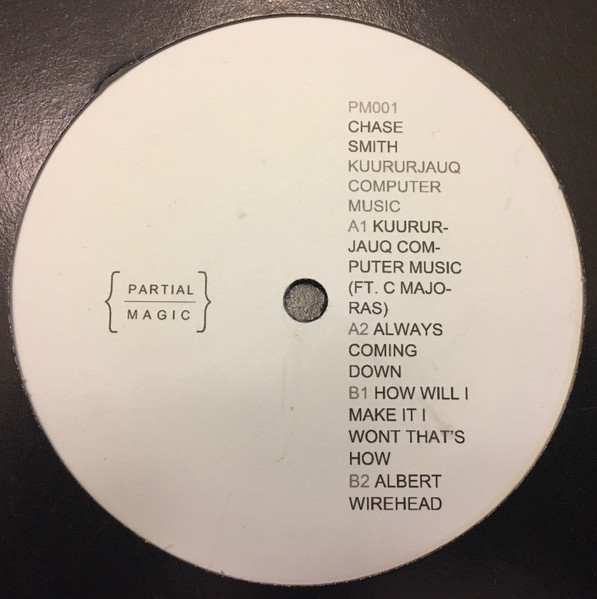 PARTIAL
MAGIC
PM001
CHASE
SMITH
KUURURJAUQ
COMPUTER
MUSIC
A1 KUURUR-
JAUQ COM-
PUTER MUSIC
(FT. C MAJO-
RAS)
A2 ALWAYS
COMING
DOWN
B1 HOW WILL I
MAKE IT I
WONT THAT'S
HOW
B2 ALBERT
WIREHEAD